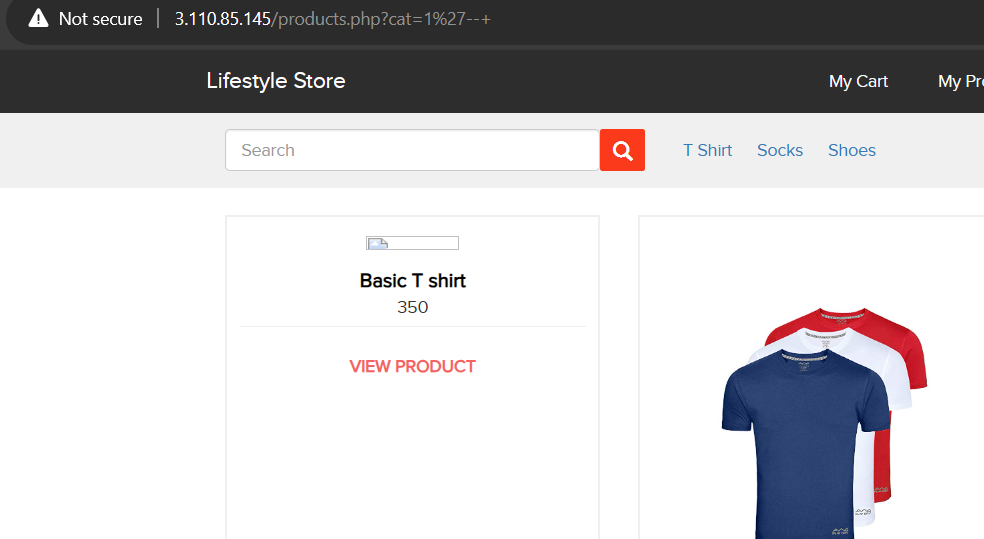 Not secure | 3.110.85.145/products.php?cat=1%27--+
Lifestyle Store
My Cart
My Pr
Search
T Shirt Socks Shoes
Basic T shirt
350
VIEW PRODUCT